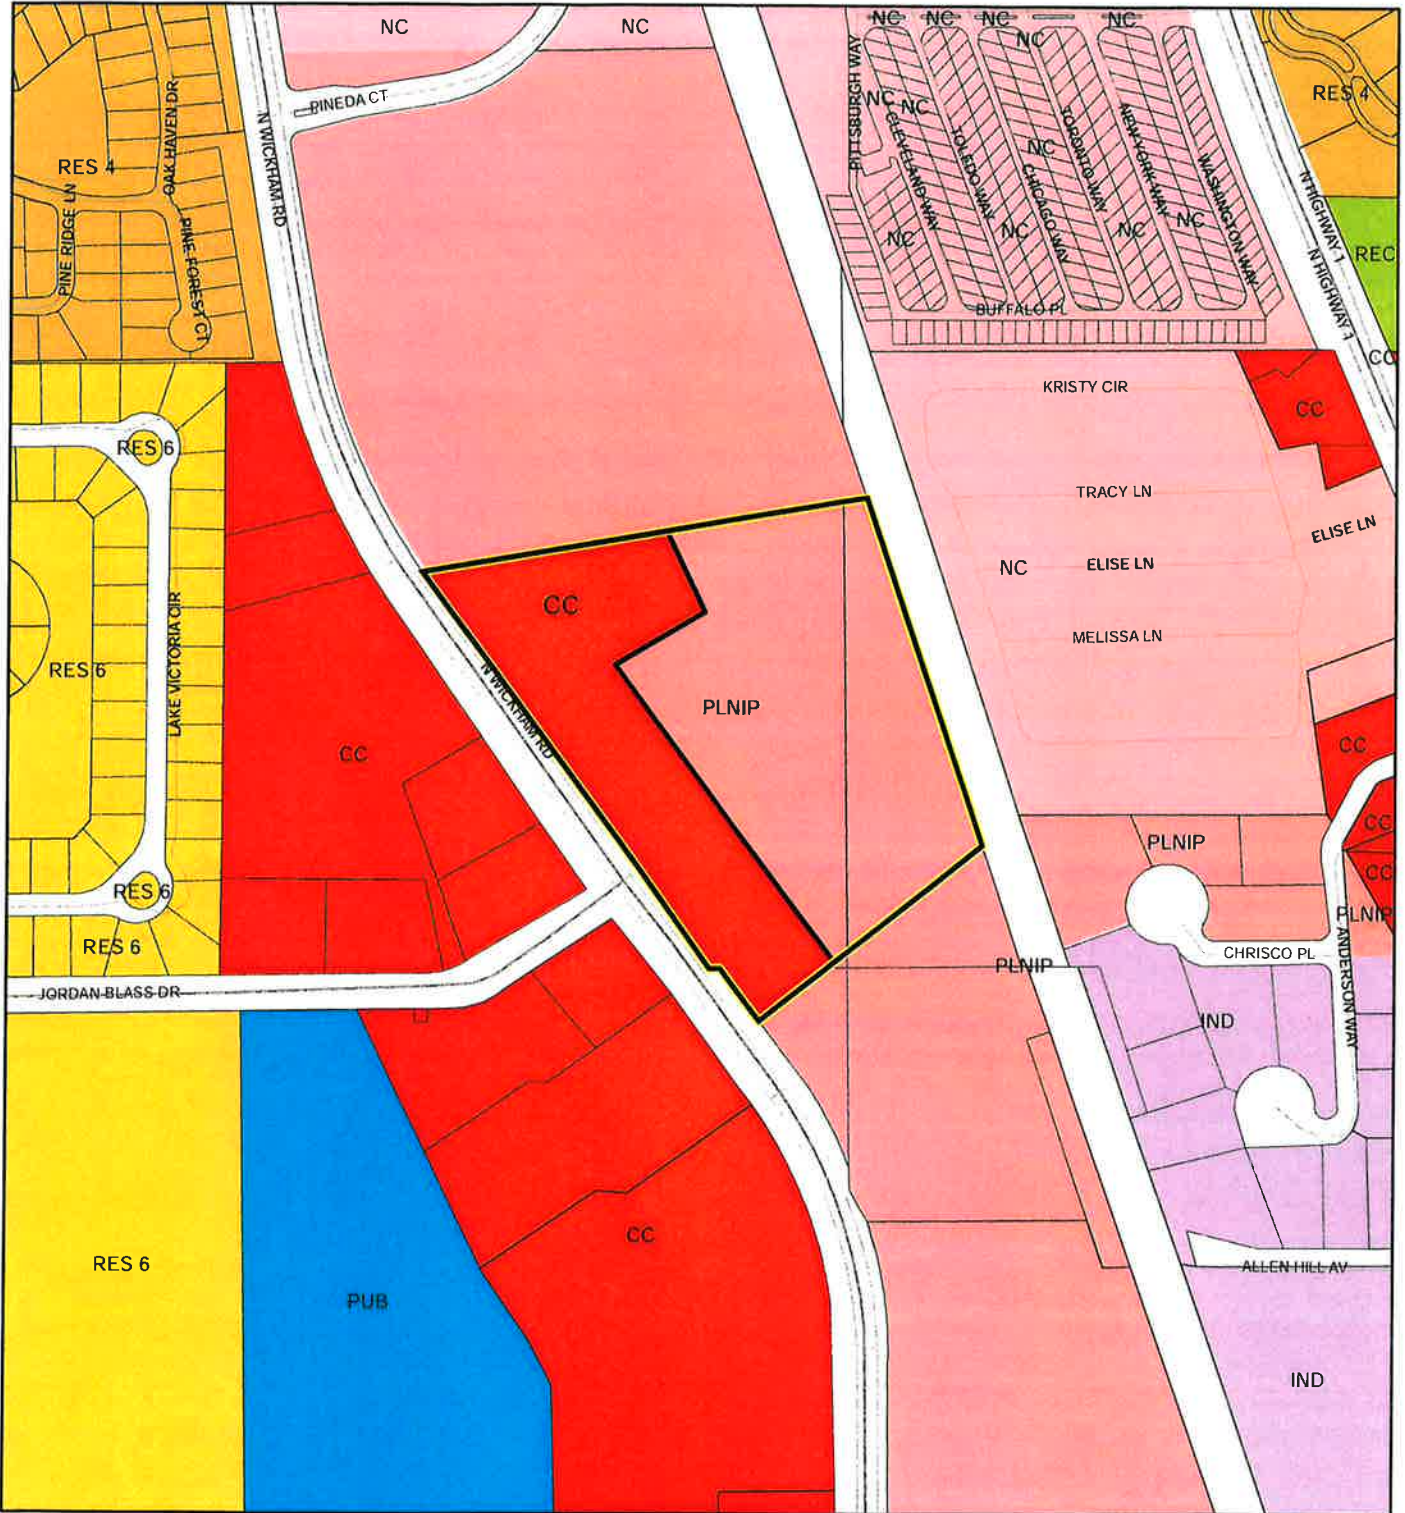 NC
NC
NC
NC
NC
NC
NC
PINEDA CT
RES 4
OAK HAVEN DR
PINE RIDGE LN
PINE FOREST CT
N WICKHAM RD
PITTSBURGH WAY
NC
NC
CLEVELAND WAY
TOLEDO WAY
NC
CHICAGO WAY
TORONTO WAY
NEW YORK WAY
WASHINGTON WAY
NC
NC
NC
NC
BUFFALO PL
N HIGHWAY 1
N HIGHWAY 1
RES 4
REC
CC
KRISTY CIR
CC
TRACY LN
ELISE LN
NC
ELISE LN
MELISSA LN
RES 6
LAKE VICTORIA CIR
RES 6
CC
N WICKHAM RD
PLNIP
CC
CC
CC
CC
PLNIP
PLNIP
RES 6
RES 6
JORDAN BLASS DR
PLNIP
CHRISCO PL
ANDERSON WAY
IND
CC
RES 6
PUB
ALLEN HILL AV
IND